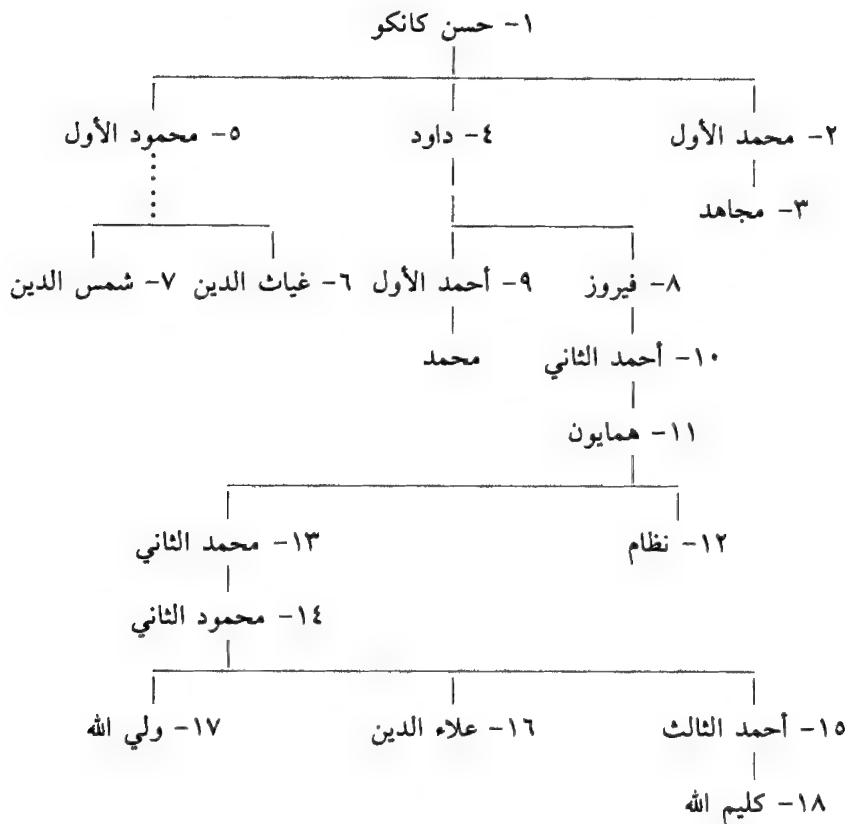 ١- حسن كانكو
٢- محمد الأول ٤- داود ٥- محمود الأول
٣- مجاهد
٨- فيروز ٩- أحمد الأول ٦- غياث الدين ٧- شمس الدين
١٠- أحمد الثاني محمد
١١- همايون
١٢- نظام ١٣- محمد الثاني
١٤- محمود الثاني
١٥- أحمد الثالث ١٦- علاء الدين ١٧- ولي الله
١٨- كليم الله